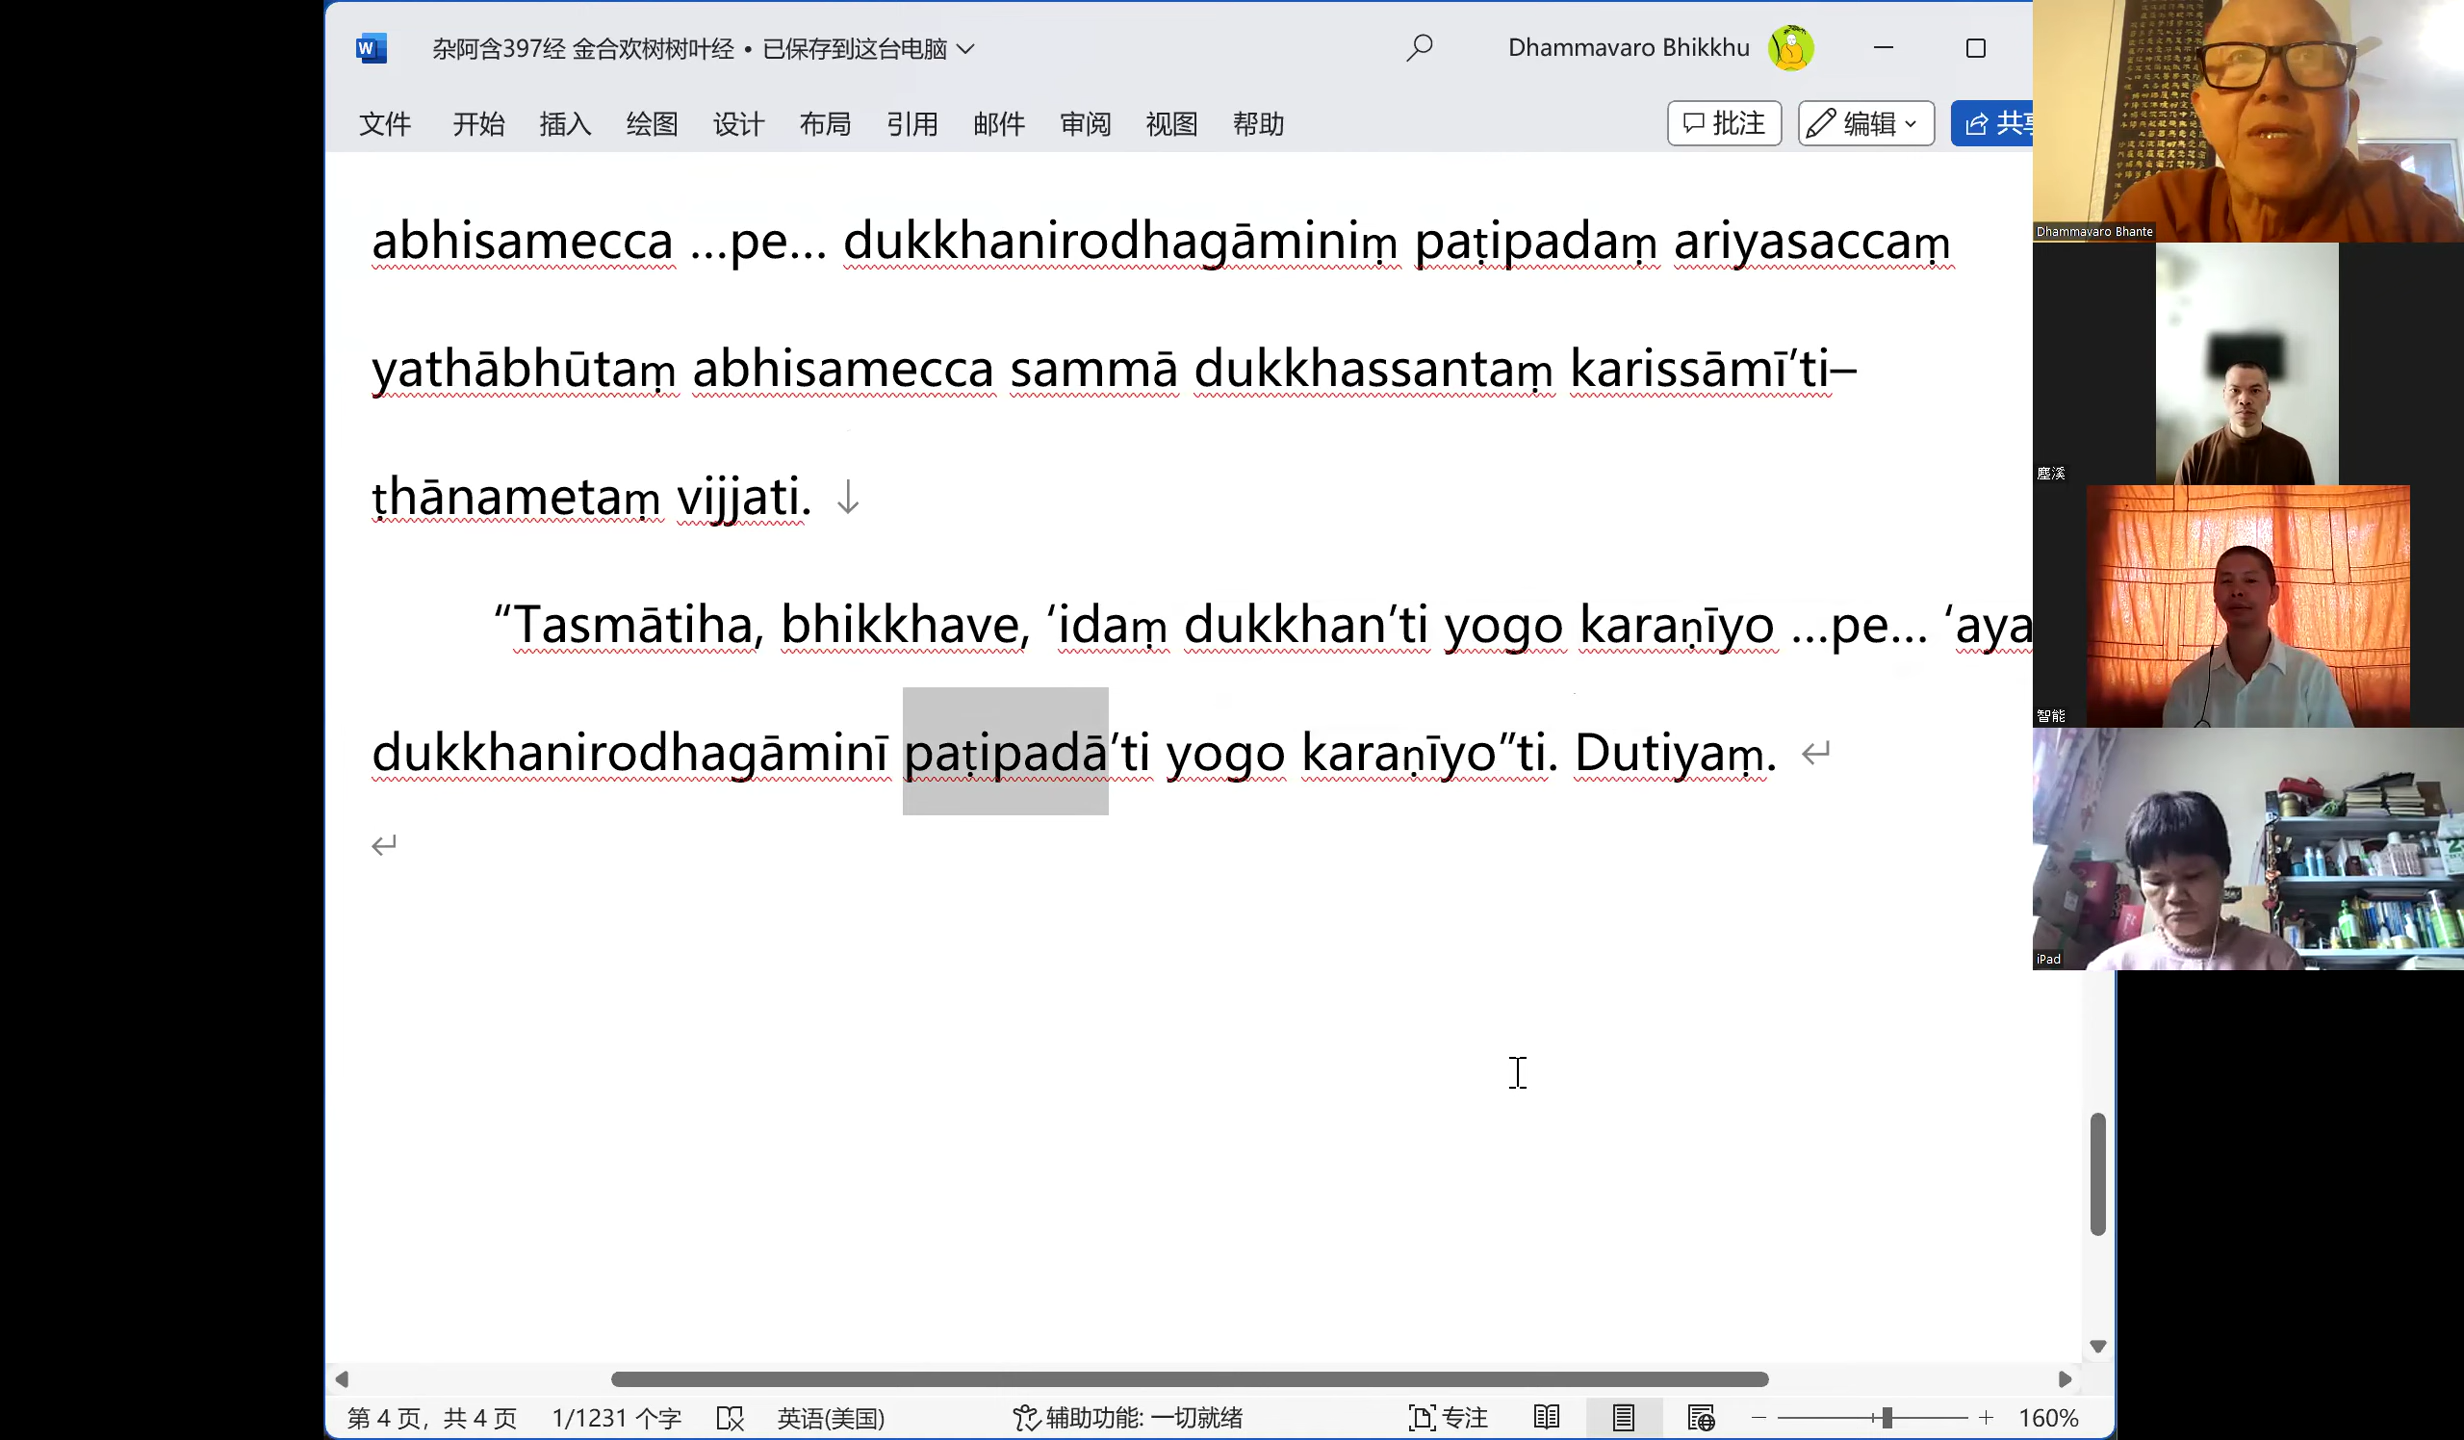 杂阿含397经 金合欢树树叶经 • 已保存到这台电脑
Dhammavaro Bhikkhu
文件 开始 插入 绘图 设计 布局 引用 邮件 审阅 视图 帮助
批注 编辑 共享
abhisamecca …pe… dukkhanirodhagāminiṃ paṭipadaṃ ariyasaccaṃ
yathābhūtaṃ abhisamecca sammā dukkhassantaṃ karissāmī’ti–
ṭhānametaṃ vijjati. ↓
“Tasmātiha, bhikkhave, ‘idaṃ dukkhan’ti yogo karaṇīyo …pe… ‘aya
dukkhanirodhagāminī paṭipadā’ti yogo karaṇīyo”ti. Dutiyaṃ.
Dhammavaro Bhante
塵溪
智能
iPad
第 4 页，共 4 页 1/1231 个字 英语(美国) 辅助功能: 一切就绪 专注 160%